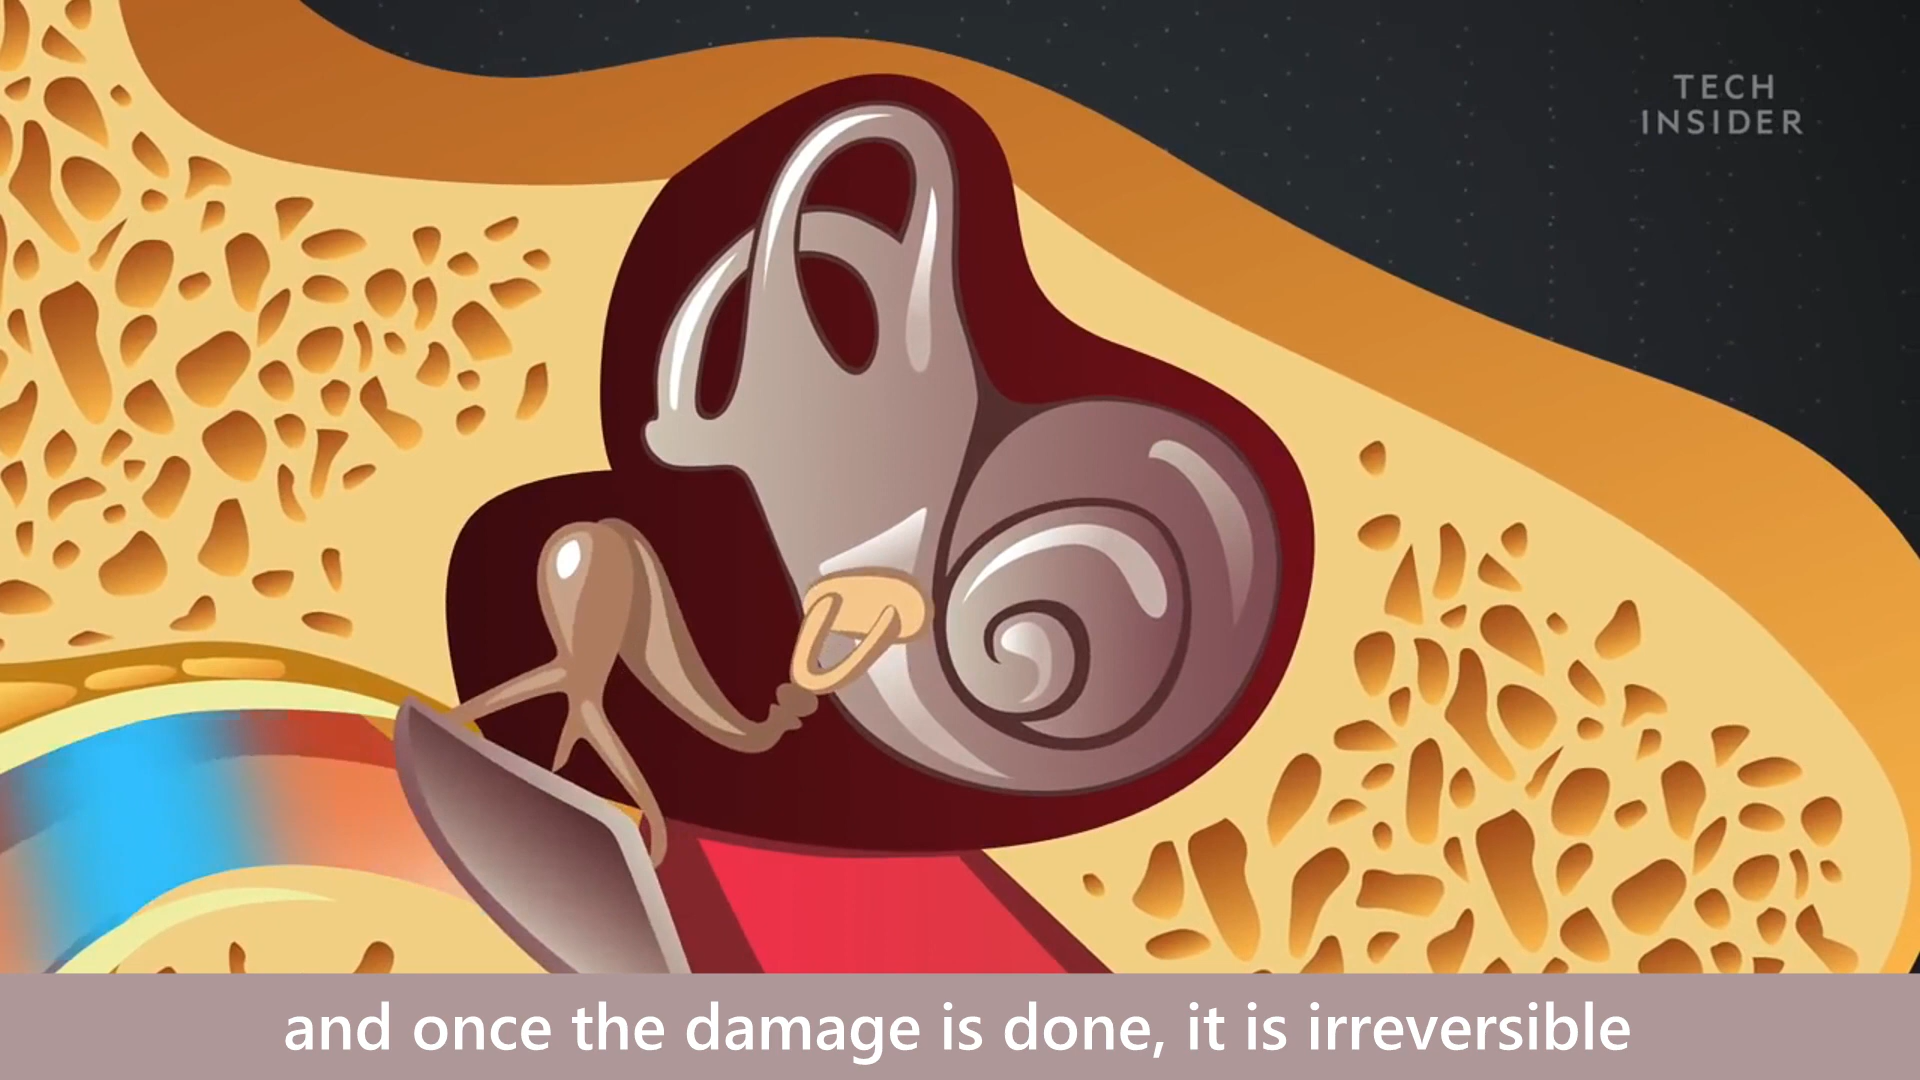 TECH
INSIDER
and once the damage is done, it is irreversible